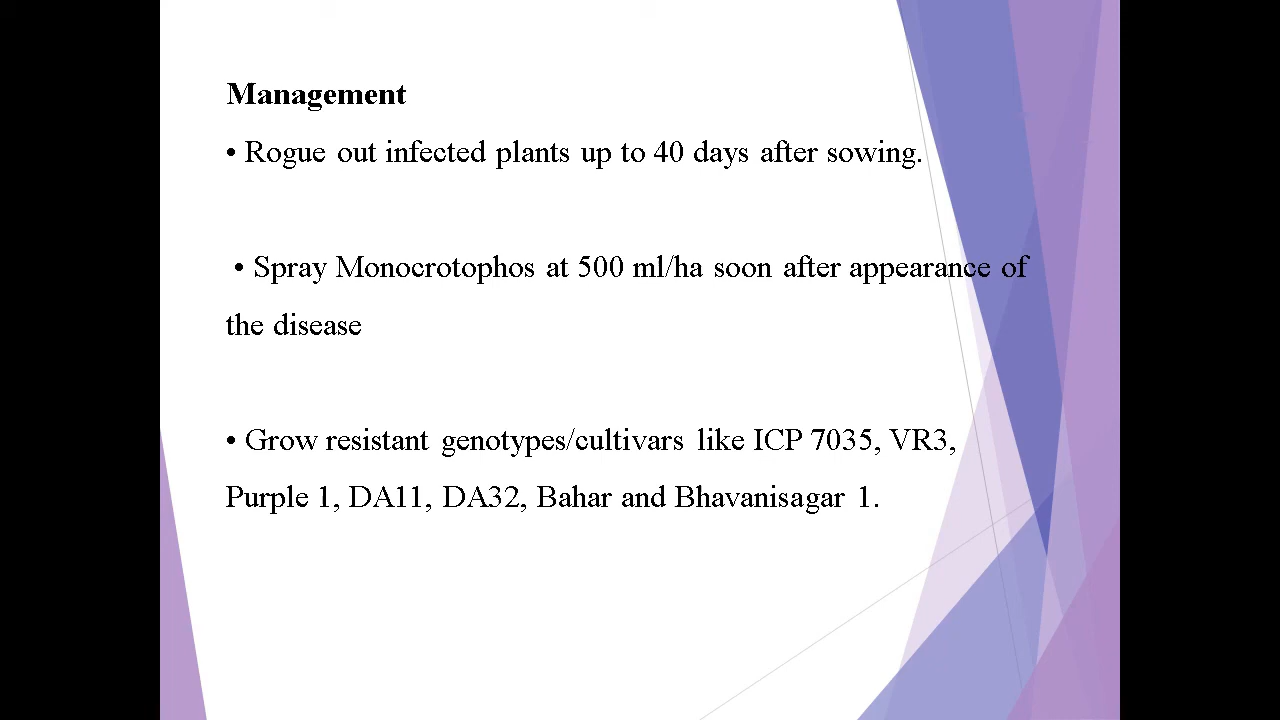 Management
• Rogue out infected plants up to 40 days after sowing.
• Spray Monocrotophos at 500 ml/ha soon after appearance of
the disease
• Grow resistant genotypes/cultivars like ICP 7035, VR3,
Purple 1, DA11, DA32, Bahar and Bhavanisagar 1.